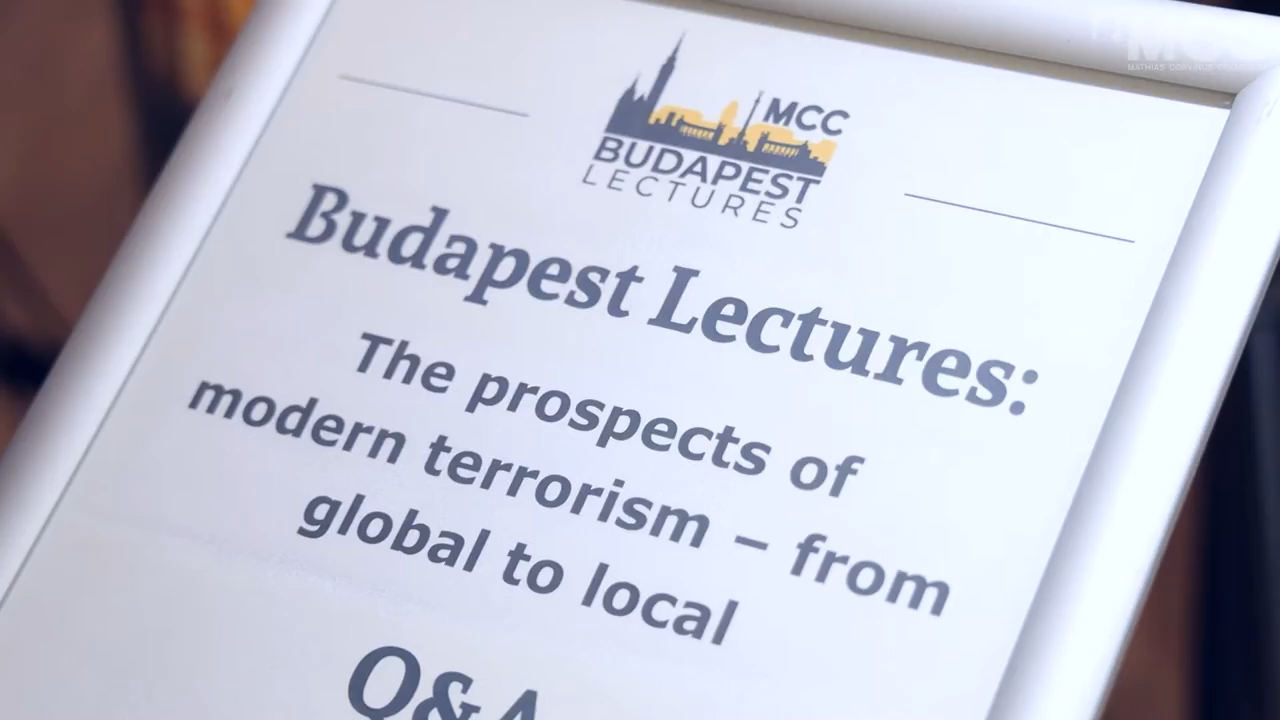 MCC
BUDAPEST
LECTURES
Budapest Lectures:
The prospects of
modern terrorism – from
global to local
Q&A